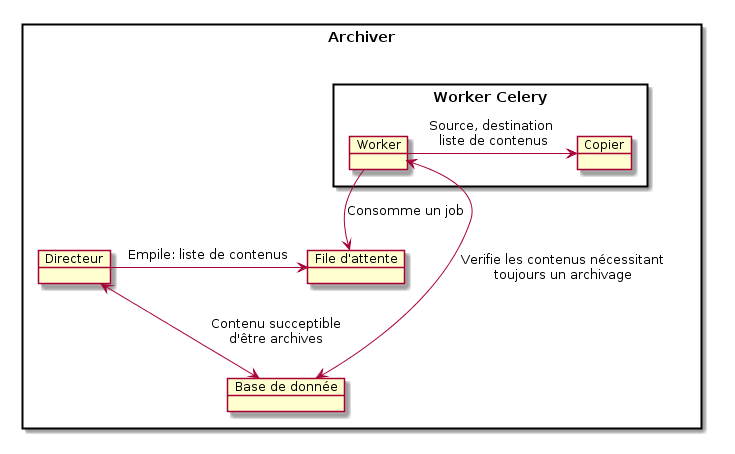 Archiver
Worker Celery
Source, destination
liste de contenus
Worker
Copier
Consomme un job
Directeur
Empile: liste de contenus
File d'attente
Verifie les contenus nécessitant
toujours un archivage
Contenu succeptible
d'être archives
Base de donnée